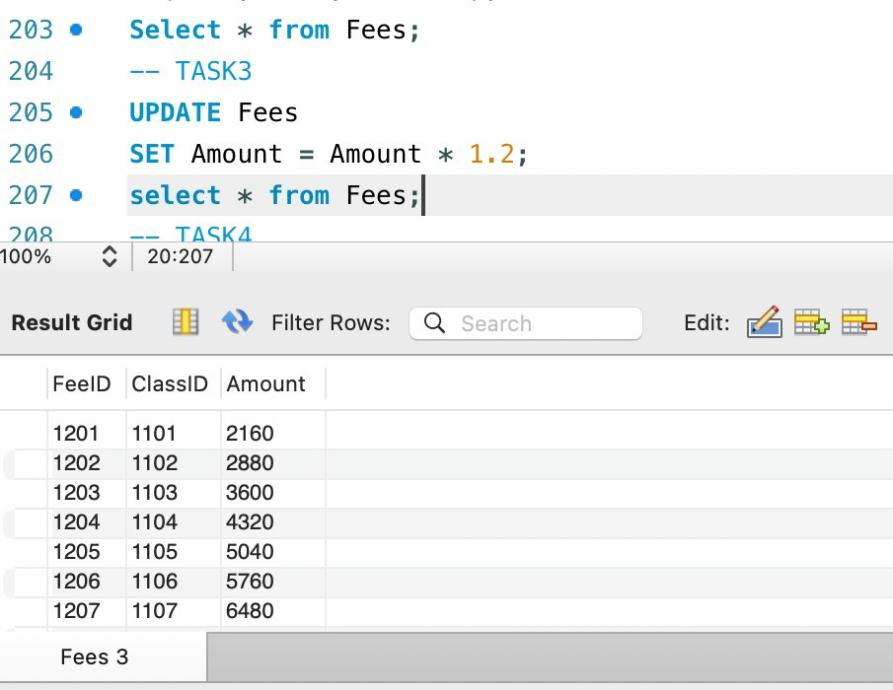 203 Select * from Fees;
204 -- TASK3
205 UPDATE Fees
206 SET Amount = Amount * 1.2;
207 select * from Fees;
208 -- TASK4
100% 20:207
Result Grid Filter Rows: Search Edit:
FeeID ClassID Amount
1201 1101 2160
1202 1102 2880
1203 1103 3600
1204 1104 4320
1205 1105 5040
1206 1106 5760
1207 1107 6480
Fees 3